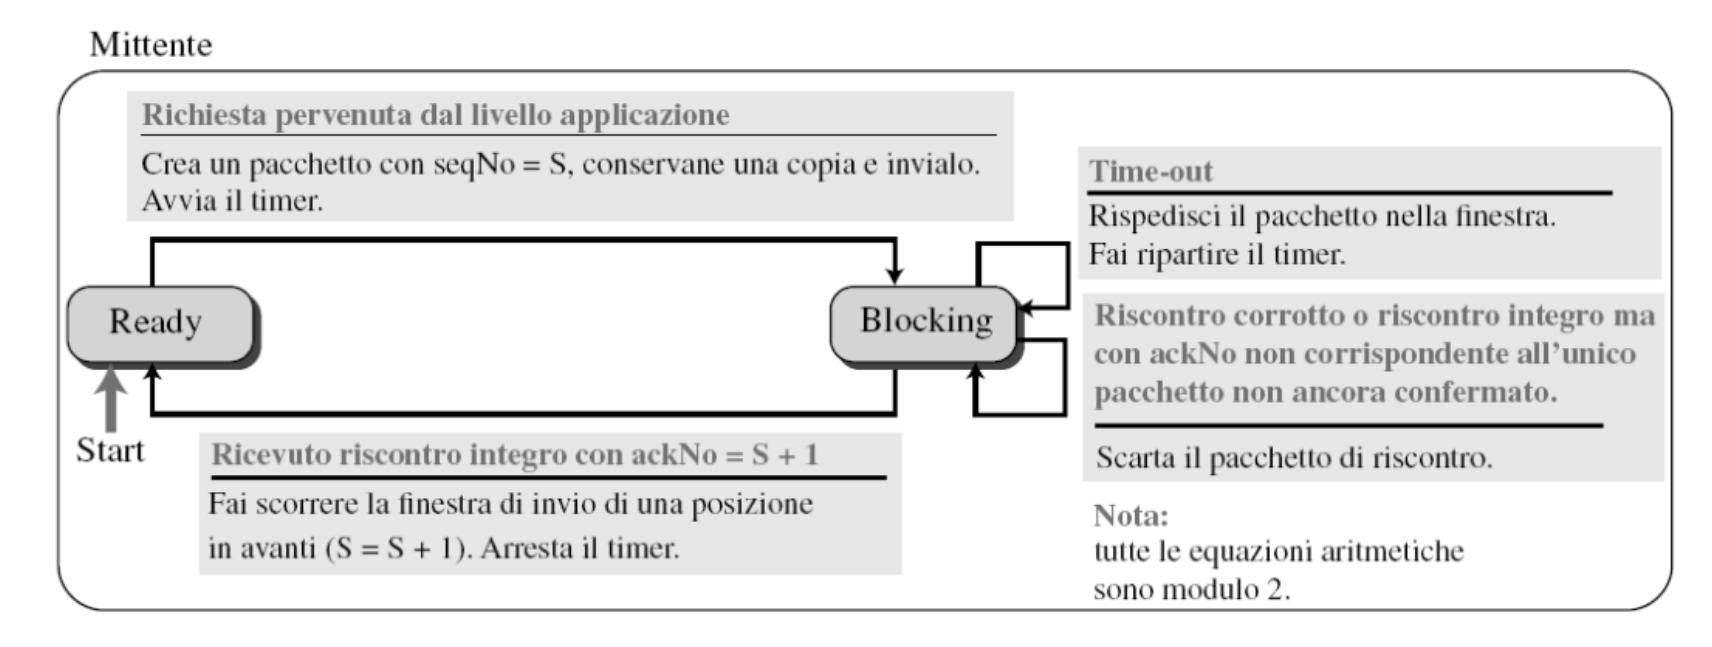 Mittente
Richiesta pervenuta dal livello applicazione
Crea un pacchetto con seqNo = S, conservane una copia e invialo.
Avvia il timer.
Time-out
Rispedisci il pacchetto nella finestra.
Fai ripartire il timer.
Ready
Blocking
Riscontro corrotto o riscontro integro ma
con ackNo non corrispondente all'unico
pacchetto non ancora confermato.
Scarta il pacchetto di riscontro.
Start
Ricevuto riscontro integro con ackNo = S + 1
Fai scorrere la finestra di invio di una posizione
in avanti (S = S + 1). Arresta il timer.
Nota:
tutte le equazioni aritmetiche
sono modulo 2.